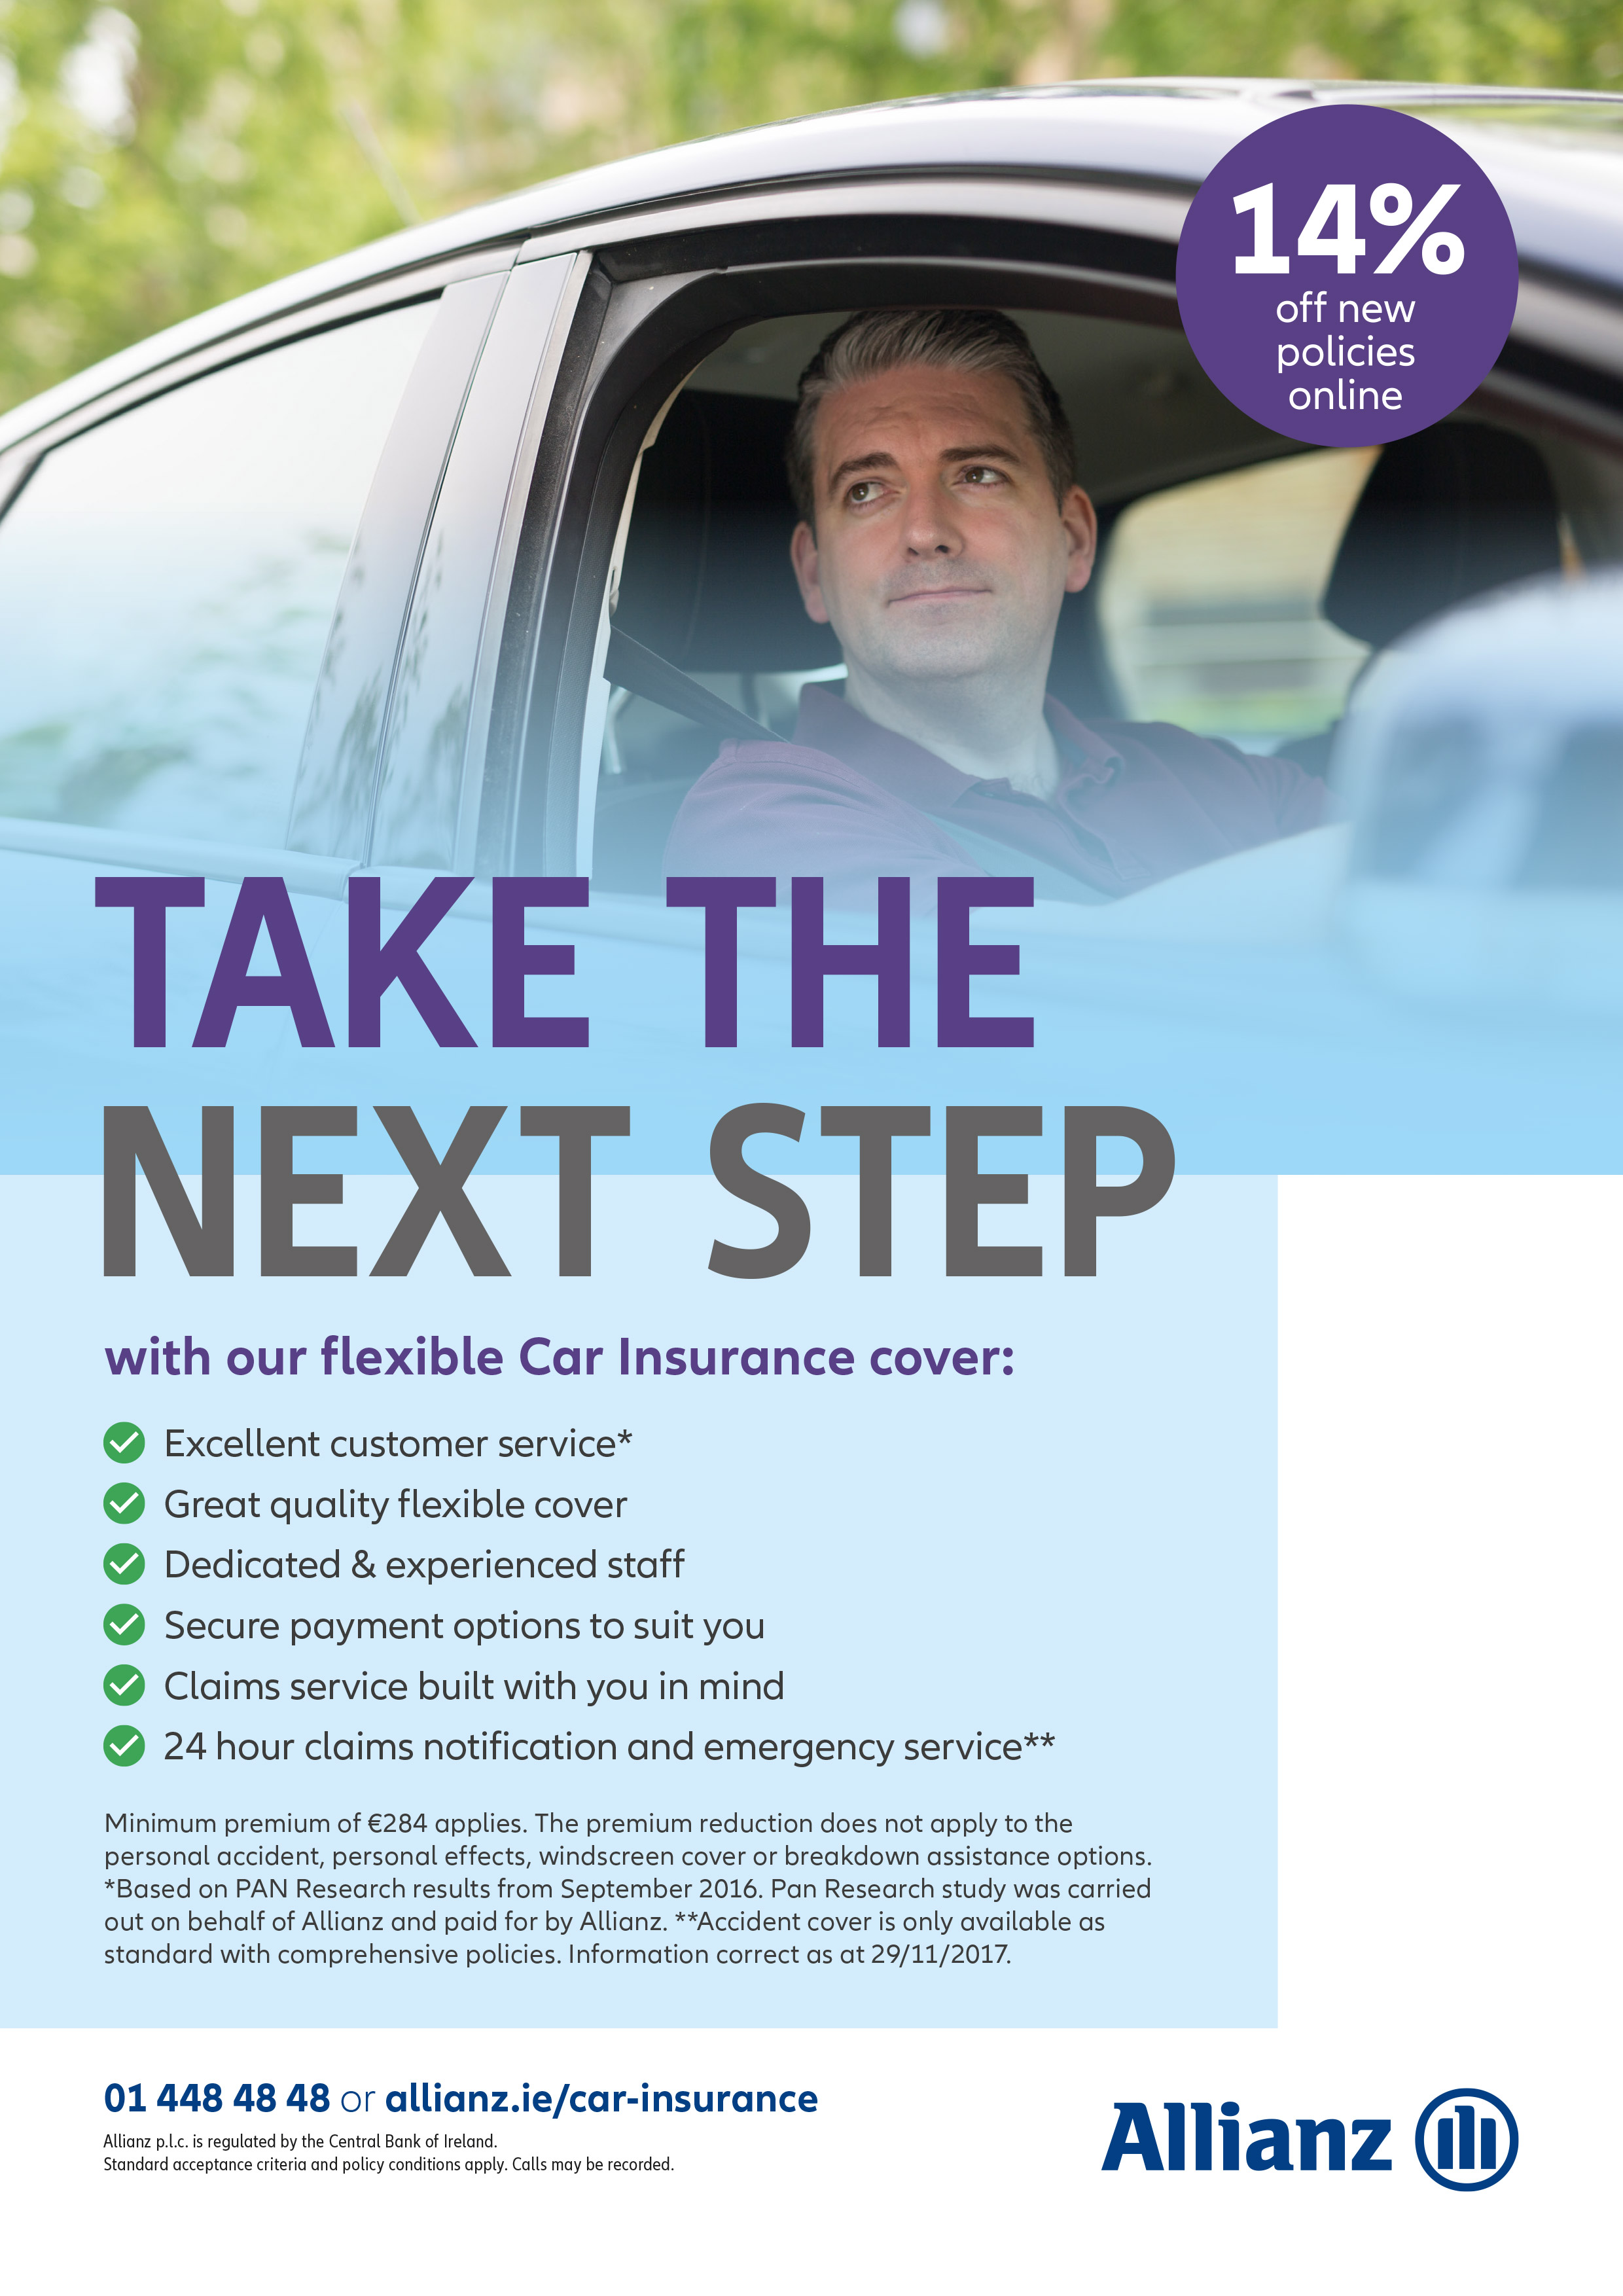 14%
off new
policies
online
TAKE THE
NEXT STEP
with our flexible Car Insurance cover:
Excellent customer service*
Great quality flexible cover
Dedicated & experienced staff
Secure payment options to suit you
Claims service built with you in mind
24 hour claims notification and emergency service**
Minimum premium of €284 applies. The premium reduction does not apply to the
personal accident, personal effects, windscreen cover or breakdown assistance options.
*Based on PAN Research results from September 2016. Pan Research study was carried
out on behalf of Allianz and paid for by Allianz. **Accident cover is only available as
standard with comprehensive policies. Information correct as at 29/11/2017.
01 448 48 48 or allianz.ie/car-insurance
Allianz p.l.c. is regulated by the Central Bank of Ireland.
Standard acceptance criteria and policy conditions apply. Calls may be recorded.
Allianz